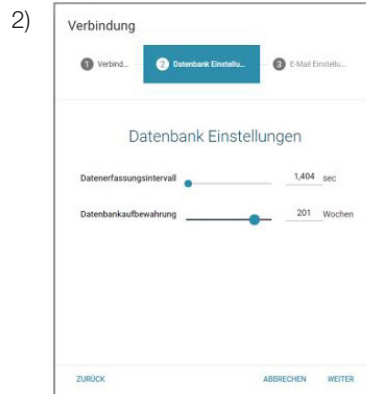 2)
Verbindung
1 Verbind... 2 Datenbank Einstellu... 3 E-Mail Einstellu...
Datenbank Einstellungen
Datenerfassungsintervall 1,404 sec
Datenbankaufbewahrung 201 Wochen
ZURÜCK ABBRECHEN WEITER